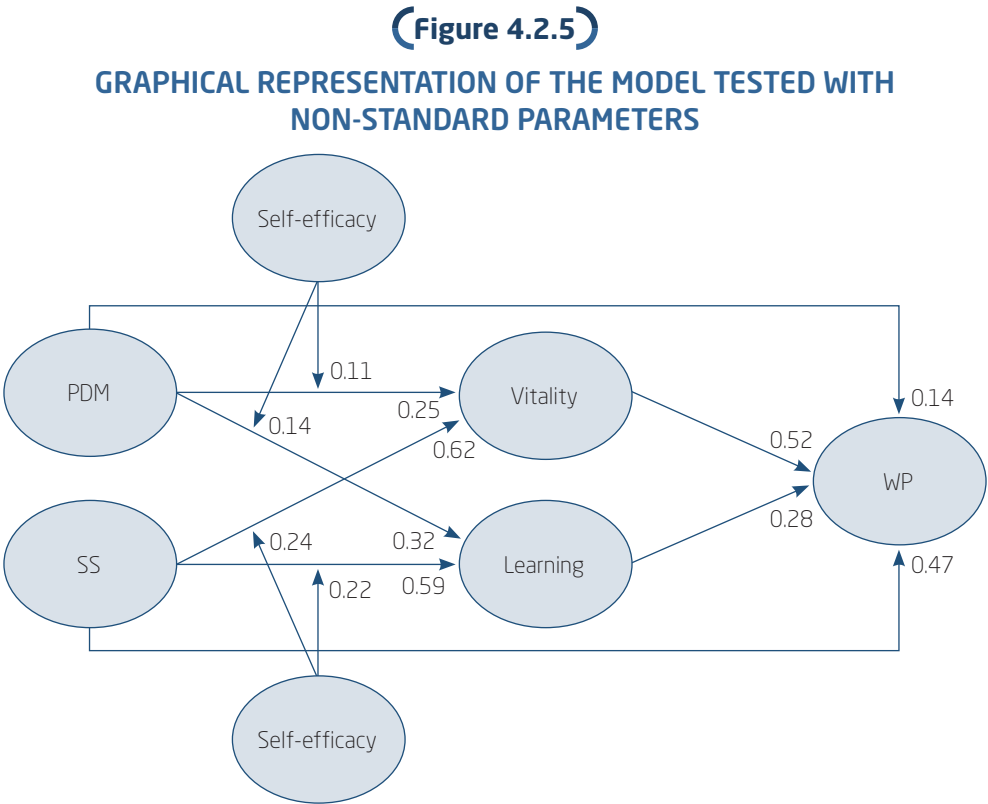 Figure 4.2.5
GRAPHICAL REPRESENTATION OF THE MODEL TESTED WITH
NON-STANDARD PARAMETERS
Self-efficacy
PDM
0.11
0.25
0.14
Vitality
0.62
0.14
0.52
WP
0.28
SS
0.24
0.32
0.22
0.59
Learning
0.47
Self-efficacy